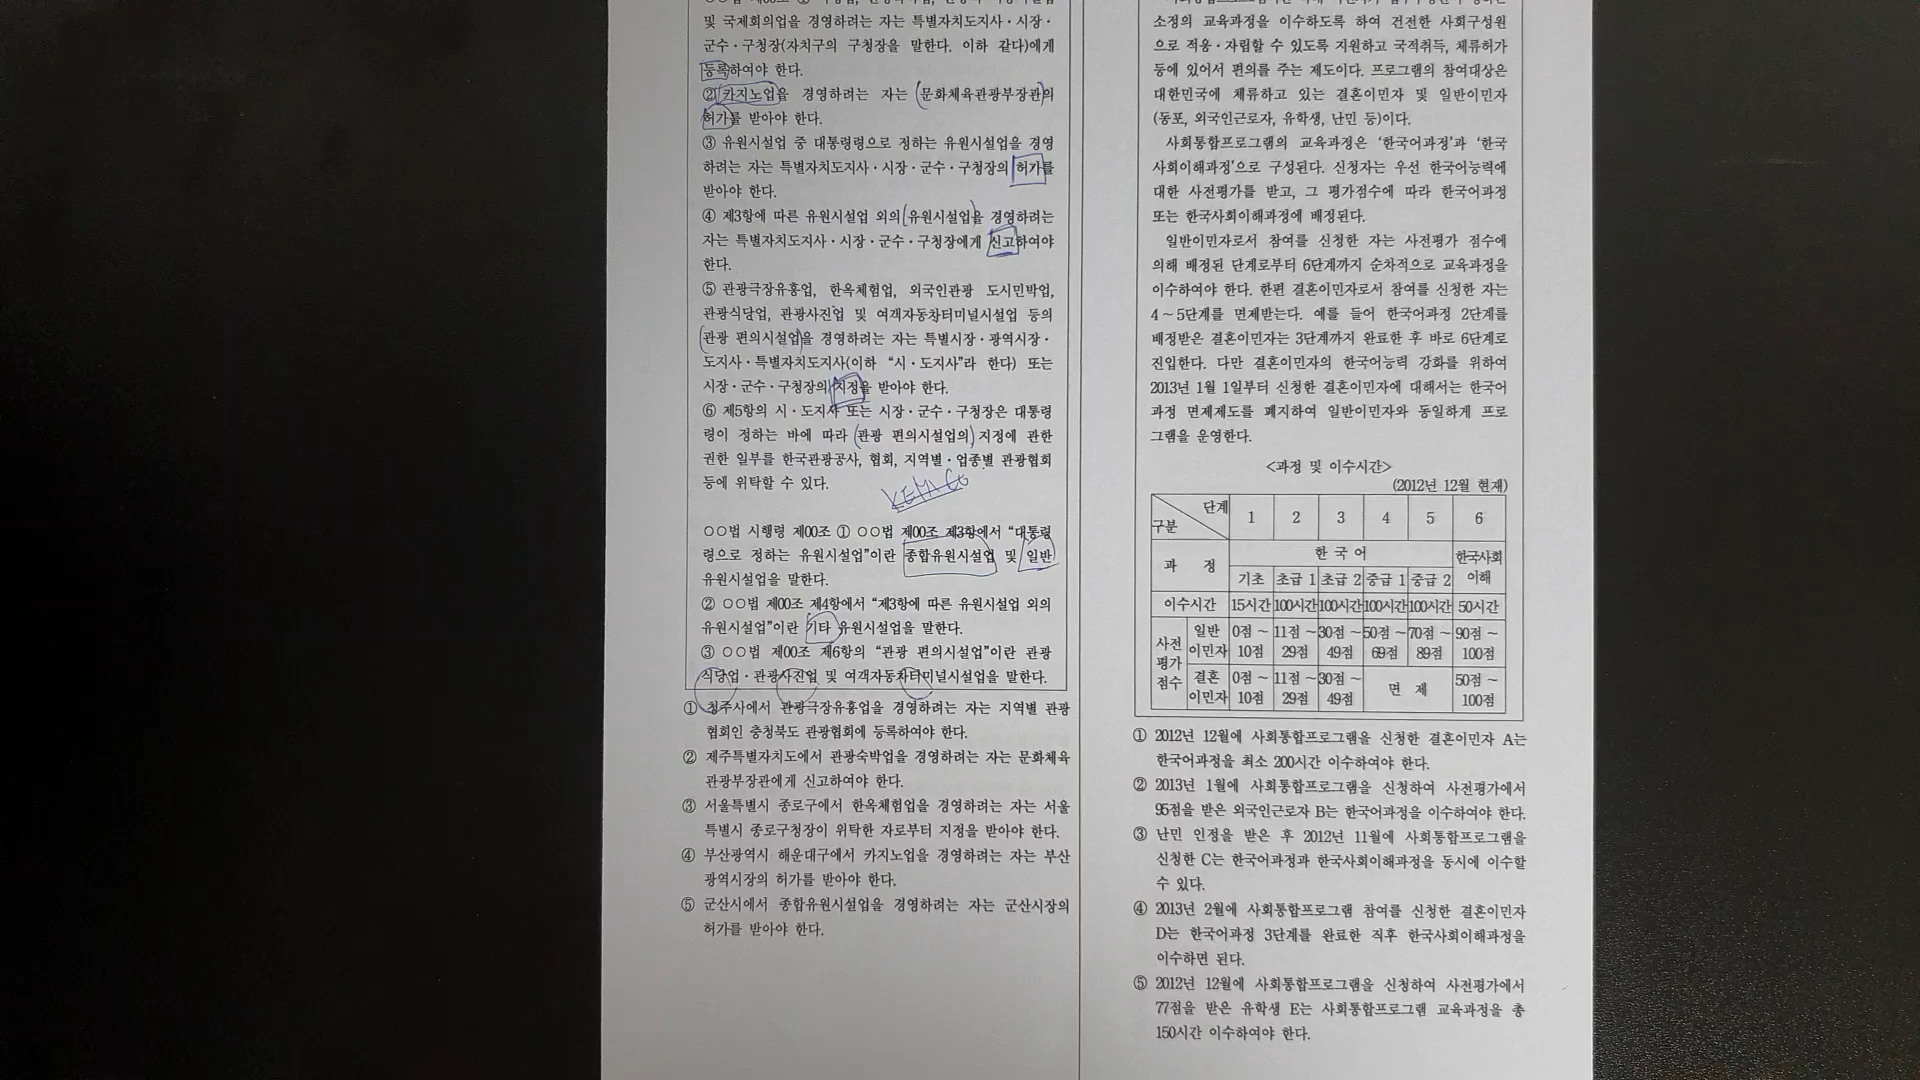 및 국제회의업을 경영하려는 자는 특별자치도지사·시장·
군수·구청장(자치구의 구청장을 말한다. 이하 같다)에게
등록하여야 한다.
② 카지노업을 경영하려는 자는 문화체육관광부장관의
허가를 받아야 한다.
③ 유원시설업 중 대통령령으로 정하는 유원시설업을 경영
하려는 자는 특별자치도지사·시장·군수·구청장의 허가를
받아야 한다.
④ 제3항에 따른 유원시설업 외의 유원시설업을 경영하려는
자는 특별자치도지사·시장·군수·구청장에게 신고하여야
한다.
⑤ 관광극장유흥업, 한옥체험업, 외국인관광 도시민박업,
관광식당업, 관광사진업 및 여객자동차터미널시설업 등의
관광 편의시설업을 경영하려는 자는 특별시장·광역시장·
도지사·특별자치도지사(이하 “시·도지사”라 한다) 또는
시장·군수·구청장의 지정을 받아야 한다.
⑥ 제5항의 시·도지사 또는 시장·군수·구청장은 대통령
령이 정하는 바에 따라 관광 편의시설업의 지정에 관한
권한 일부를 한국관광공사, 협회, 지역별·업종별 관광협회
등에 위탁할 수 있다.
○○법 시행령 제00조 ① ○○법 제00조 제3항에서 “대통령
령으로 정하는 유원시설업”이란 종합유원시설업 및 일반
유원시설업을 말한다.
② ○○법 제00조 제4항에서 “제3항에 따른 유원시설업 외의
유원시설업”이란 기타 유원시설업을 말한다.
③ ○○법 제00조 제6항의 “관광 편의시설업”이란 관광
식당업·관광사진업 및 여객자동차터미널시설업을 말한다.
① 청주시에서 관광극장유흥업을 경영하려는 자는 지역별 관광
협회인 충청북도 관광협회에 등록하여야 한다.
② 제주특별자치도에서 관광숙박업을 경영하려는 자는 문화체육
관광부장관에게 신고하여야 한다.
③ 서울특별시 종로구에서 한옥체험업을 경영하려는 자는 서울
특별시 종로구청장이 위탁한 자로부터 지정을 받아야 한다.
④ 부산광역시 해운대구에서 카지노업을 경영하려는 자는 부산
광역시장의 허가를 받아야 한다.
⑤ 군산시에서 종합유원시설업을 경영하려는 자는 군산시장의
허가를 받아야 한다.
소정의 교육과정을 이수하도록 하여 건전한 사회구성원
으로 적응·자립할 수 있도록 지원하고 국적취득, 체류허가
등에 있어서 편의를 주는 제도이다. 프로그램의 참여대상은
대한민국에 체류하고 있는 결혼이민자 및 일반이민자
(동포, 외국인근로자, 유학생, 난민 등)이다.
사회통합프로그램의 교육과정은 ‘한국어과정’과 ‘한국
사회이해과정’으로 구성된다. 신청자는 우선 한국어능력에
대한 사전평가를 받고, 그 평가점수에 따라 한국어과정
또는 한국사회이해과정에 배정된다.
일반이민자로서 참여를 신청한 자는 사전평가 점수에
의해 배정된 단계로부터 6단계까지 순차적으로 교육과정을
이수하여야 한다. 한편 결혼이민자로서 참여를 신청한 자는
4~5단계를 면제받는다. 예를 들어 한국어과정 2단계를
배정받은 결혼이민자는 3단계까지 완료한 후 바로 6단계로
진입한다. 다만 결혼이민자의 한국어능력 강화를 위하여
2013년 1월 1일부터 신청한 결혼이민자에 대해서는 한국어
과정 면제제도를 폐지하여 일반이민자와 동일하게 프로
그램을 운영한다.
<과정 및 이수시간>
(2012년 12월 현재)
단계
구분 1 2 3 4 5 6
과 정 한 국 어 한국사회
이해
기초 초급 1 초급 2 중급 1 중급 2
이수시간 15시간 100시간 100시간 100시간 100시간 50시간
사전
평가
점수
일반 0점~ 11점~ 30점~ 50점~ 70점~ 90점~
이민자 10점 29점 49점 69점 89점 100점
결혼 0점~ 11점~ 30점~ 면 제 50점~
이민자 10점 29점 49점 100점
① 2012년 12월에 사회통합프로그램을 신청한 결혼이민자 A는
한국어과정을 최소 200시간 이수하여야 한다.
② 2013년 1월에 사회통합프로그램을 신청하여 사전평가에서
95점을 받은 외국인근로자 B는 한국어과정을 이수하여야 한다.
③ 난민 인정을 받은 후 2012년 11월에 사회통합프로그램을
신청한 C는 한국어과정과 한국사회이해과정을 동시에 이수할
수 있다.
④ 2013년 2월에 사회통합프로그램 참여를 신청한 결혼이민자
D는 한국어과정 3단계를 완료한 직후 한국사회이해과정을
이수하면 된다.
⑤ 2012년 12월에 사회통합프로그램을 신청하여 사전평가에서
77점을 받은 유학생 E는 사회통합프로그램 교육과정을 총
150시간 이수하여야 한다.